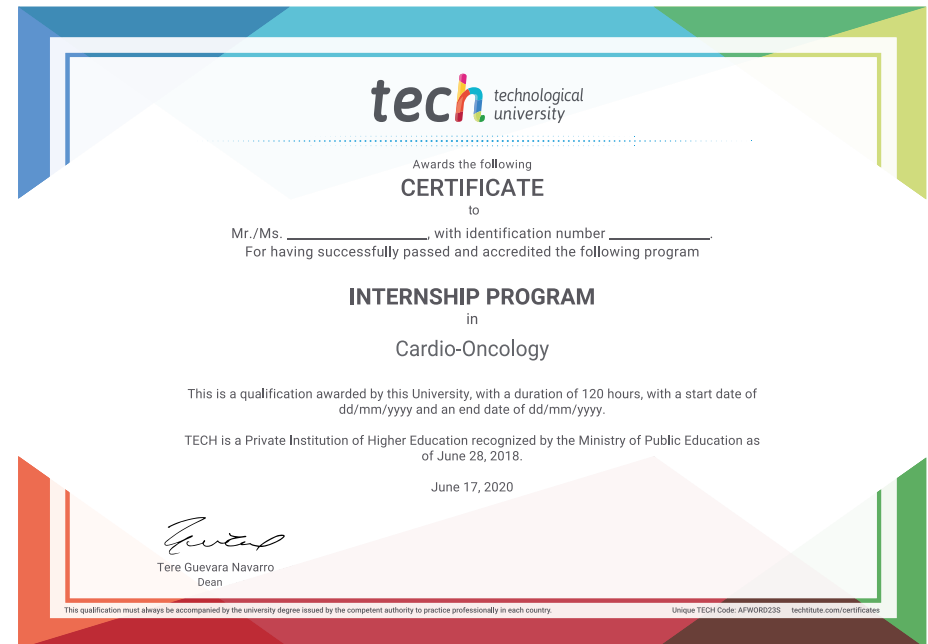 tech technological
university
Awards the following
CERTIFICATE
to
Mr./Ms. ____________________, with identification number ______________.
For having successfully passed and accredited the following program
INTERNSHIP PROGRAM
in
Cardio-Oncology
This is a qualification awarded by this University, with a duration of 120 hours, with a start date of
dd/mm/yyyy and an end date of dd/mm/yyyy.
TECH is a Private Institution of Higher Education recognized by the Ministry of Public Education as
of June 28, 2018.
June 17, 2020
Tere Guevara Navarro
Dean
This qualification must always be accompanied by the university degree issued by the competent authority to practice professionally in each country. Unique TECH Code: AFWORD23S techtitute.com/certificates